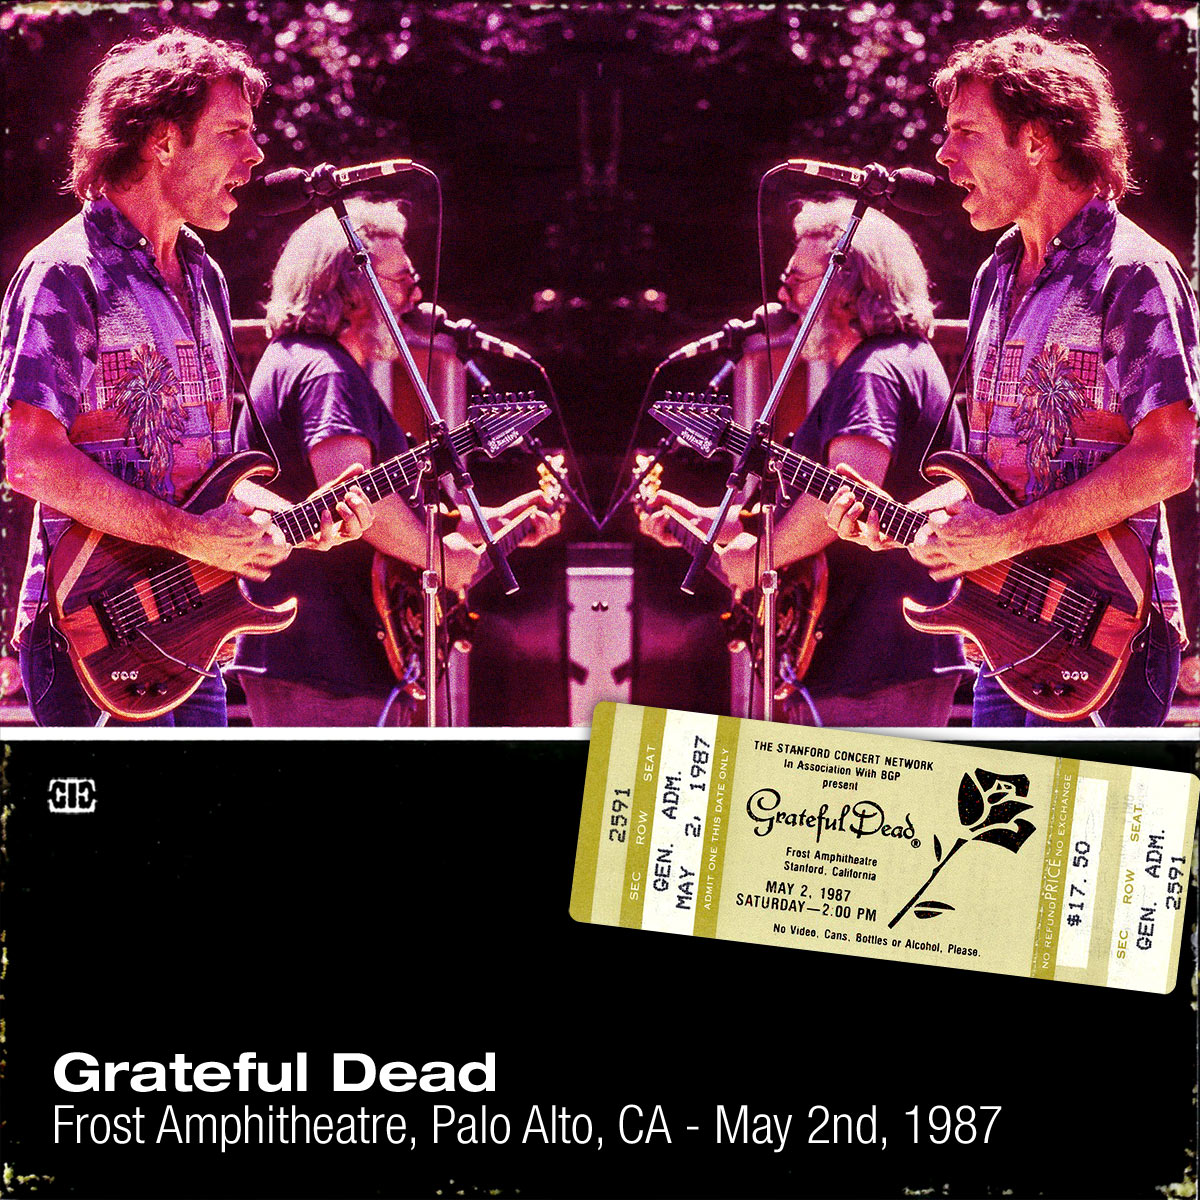 2591
SEC ROW SEAT
GEN. ADM.
MAY 2, 1987
ADMIT ONE THIS DATE ONLY
THE STANFORD CONCERT NETWORK
In Association With BGP
present
Grateful Dead®
Frost Amphitheatre
Stanford, California
MAY 2, 1987
SATURDAY—2:00 PM
No Video, Cans, Bottles or Alcohol, Please.
NO REFUND PRICE NO EXCHANGE
$17.50
SEC ROW SEAT
GEN. ADM.
2591
Grateful Dead
Frost Amphitheatre, Palo Alto, CA - May 2nd, 1987